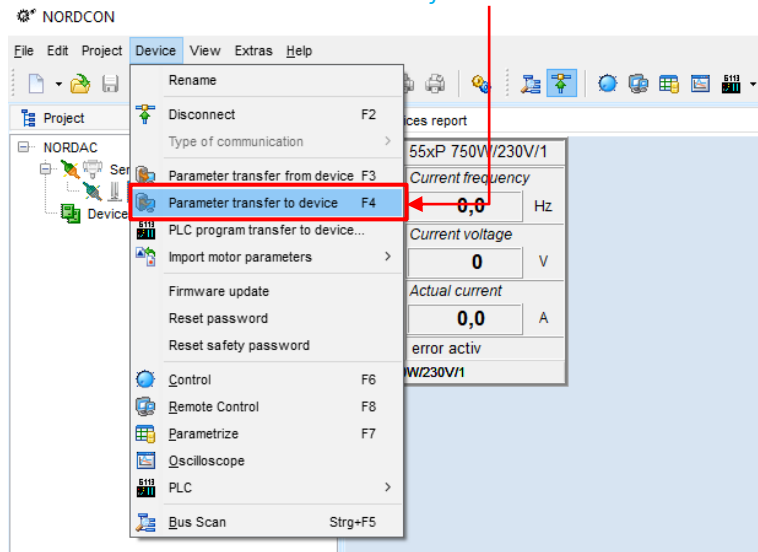 NORDCON
File Edit Project Device View Extras Help
Project
ices report
NORDAC
Ser
Device
Rename
Disconnect F2
Type of communication >
Parameter transfer from device F3
Parameter transfer to device F4
PLC program transfer to device...
Import motor parameters >
Firmware update
Reset password
Reset safety password
Control F6
Remote Control F8
Parametrize F7
Oscilloscope
PLC >
Bus Scan Strg+F5
55xP 750W/230V/1
Current frequency
0,0 Hz
Current voltage
0 V
Actual current
0,0 A
error activ
0W/230V/1